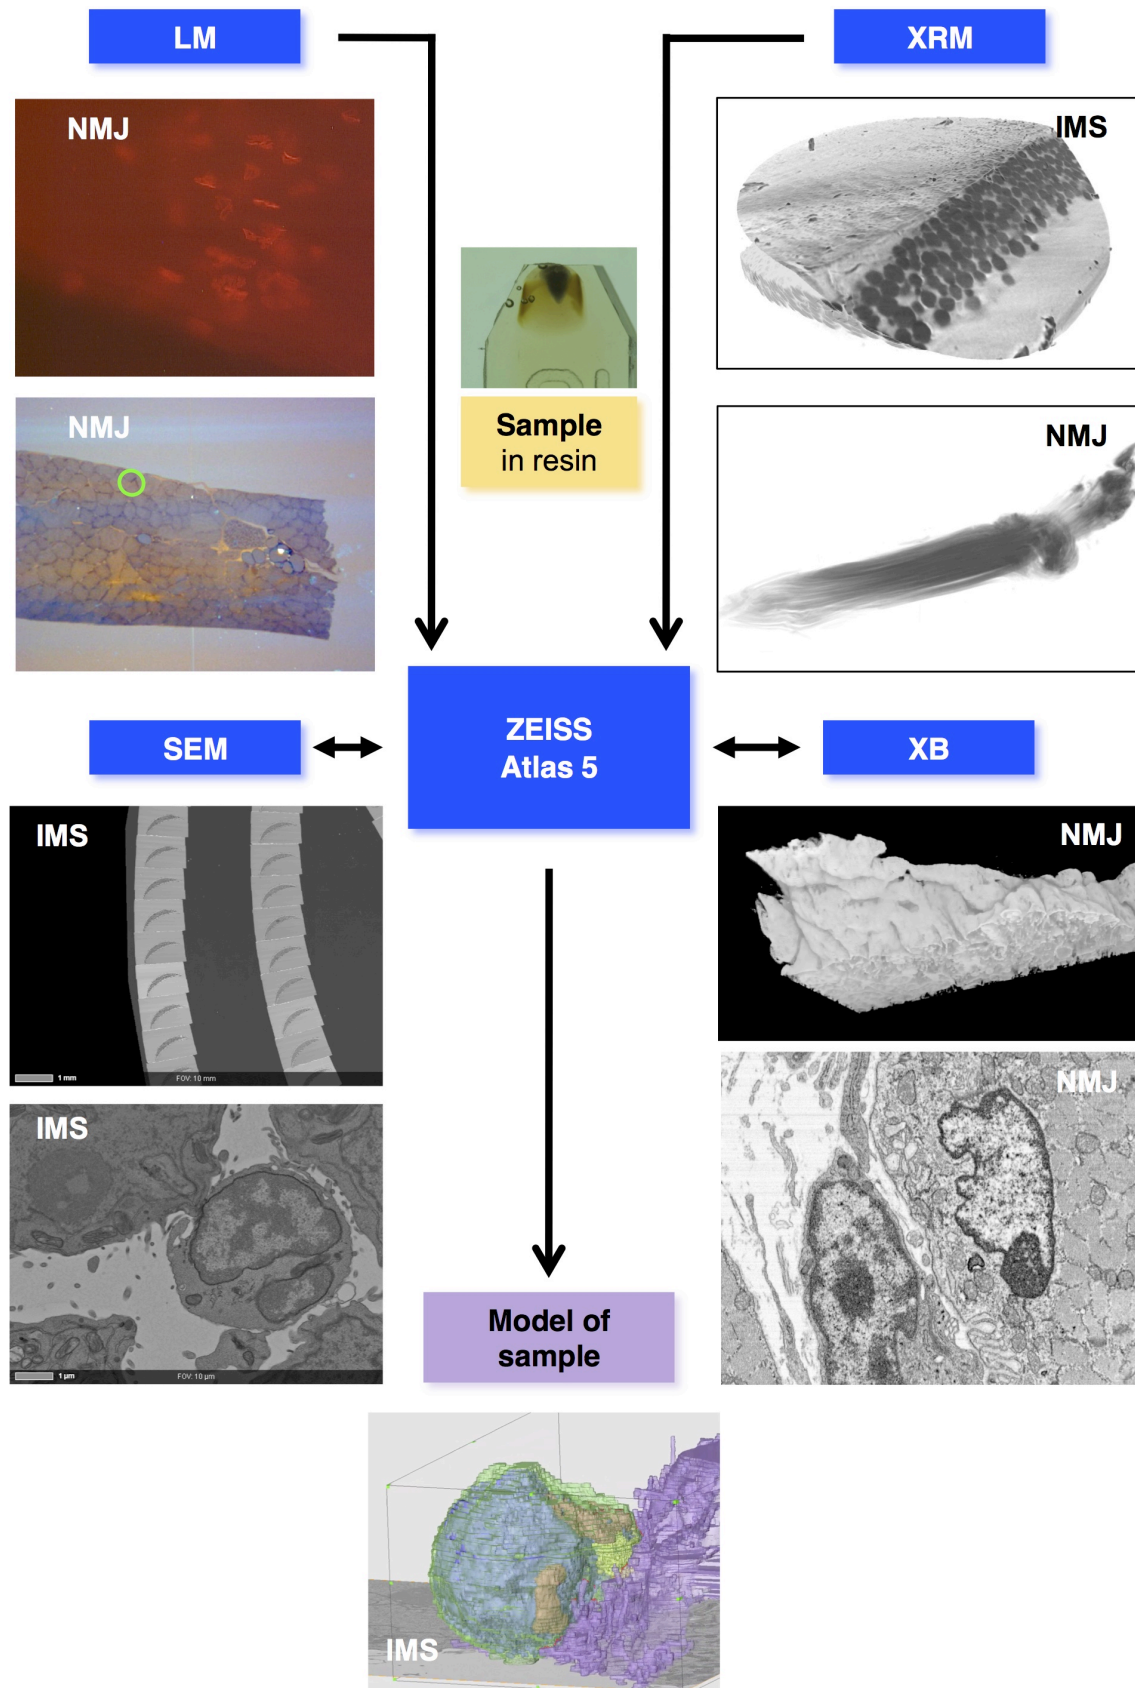 LM
XRM
NMJ
IMS
NMJ
Sample
in resin
NMJ
ZEISS
Atlas 5
SEM
XB
IMS
NMJ
1 mm
FOV: 10 mm
IMS
NMJ
1 µm
FOV: 10 µm
Model of
sample
IMS